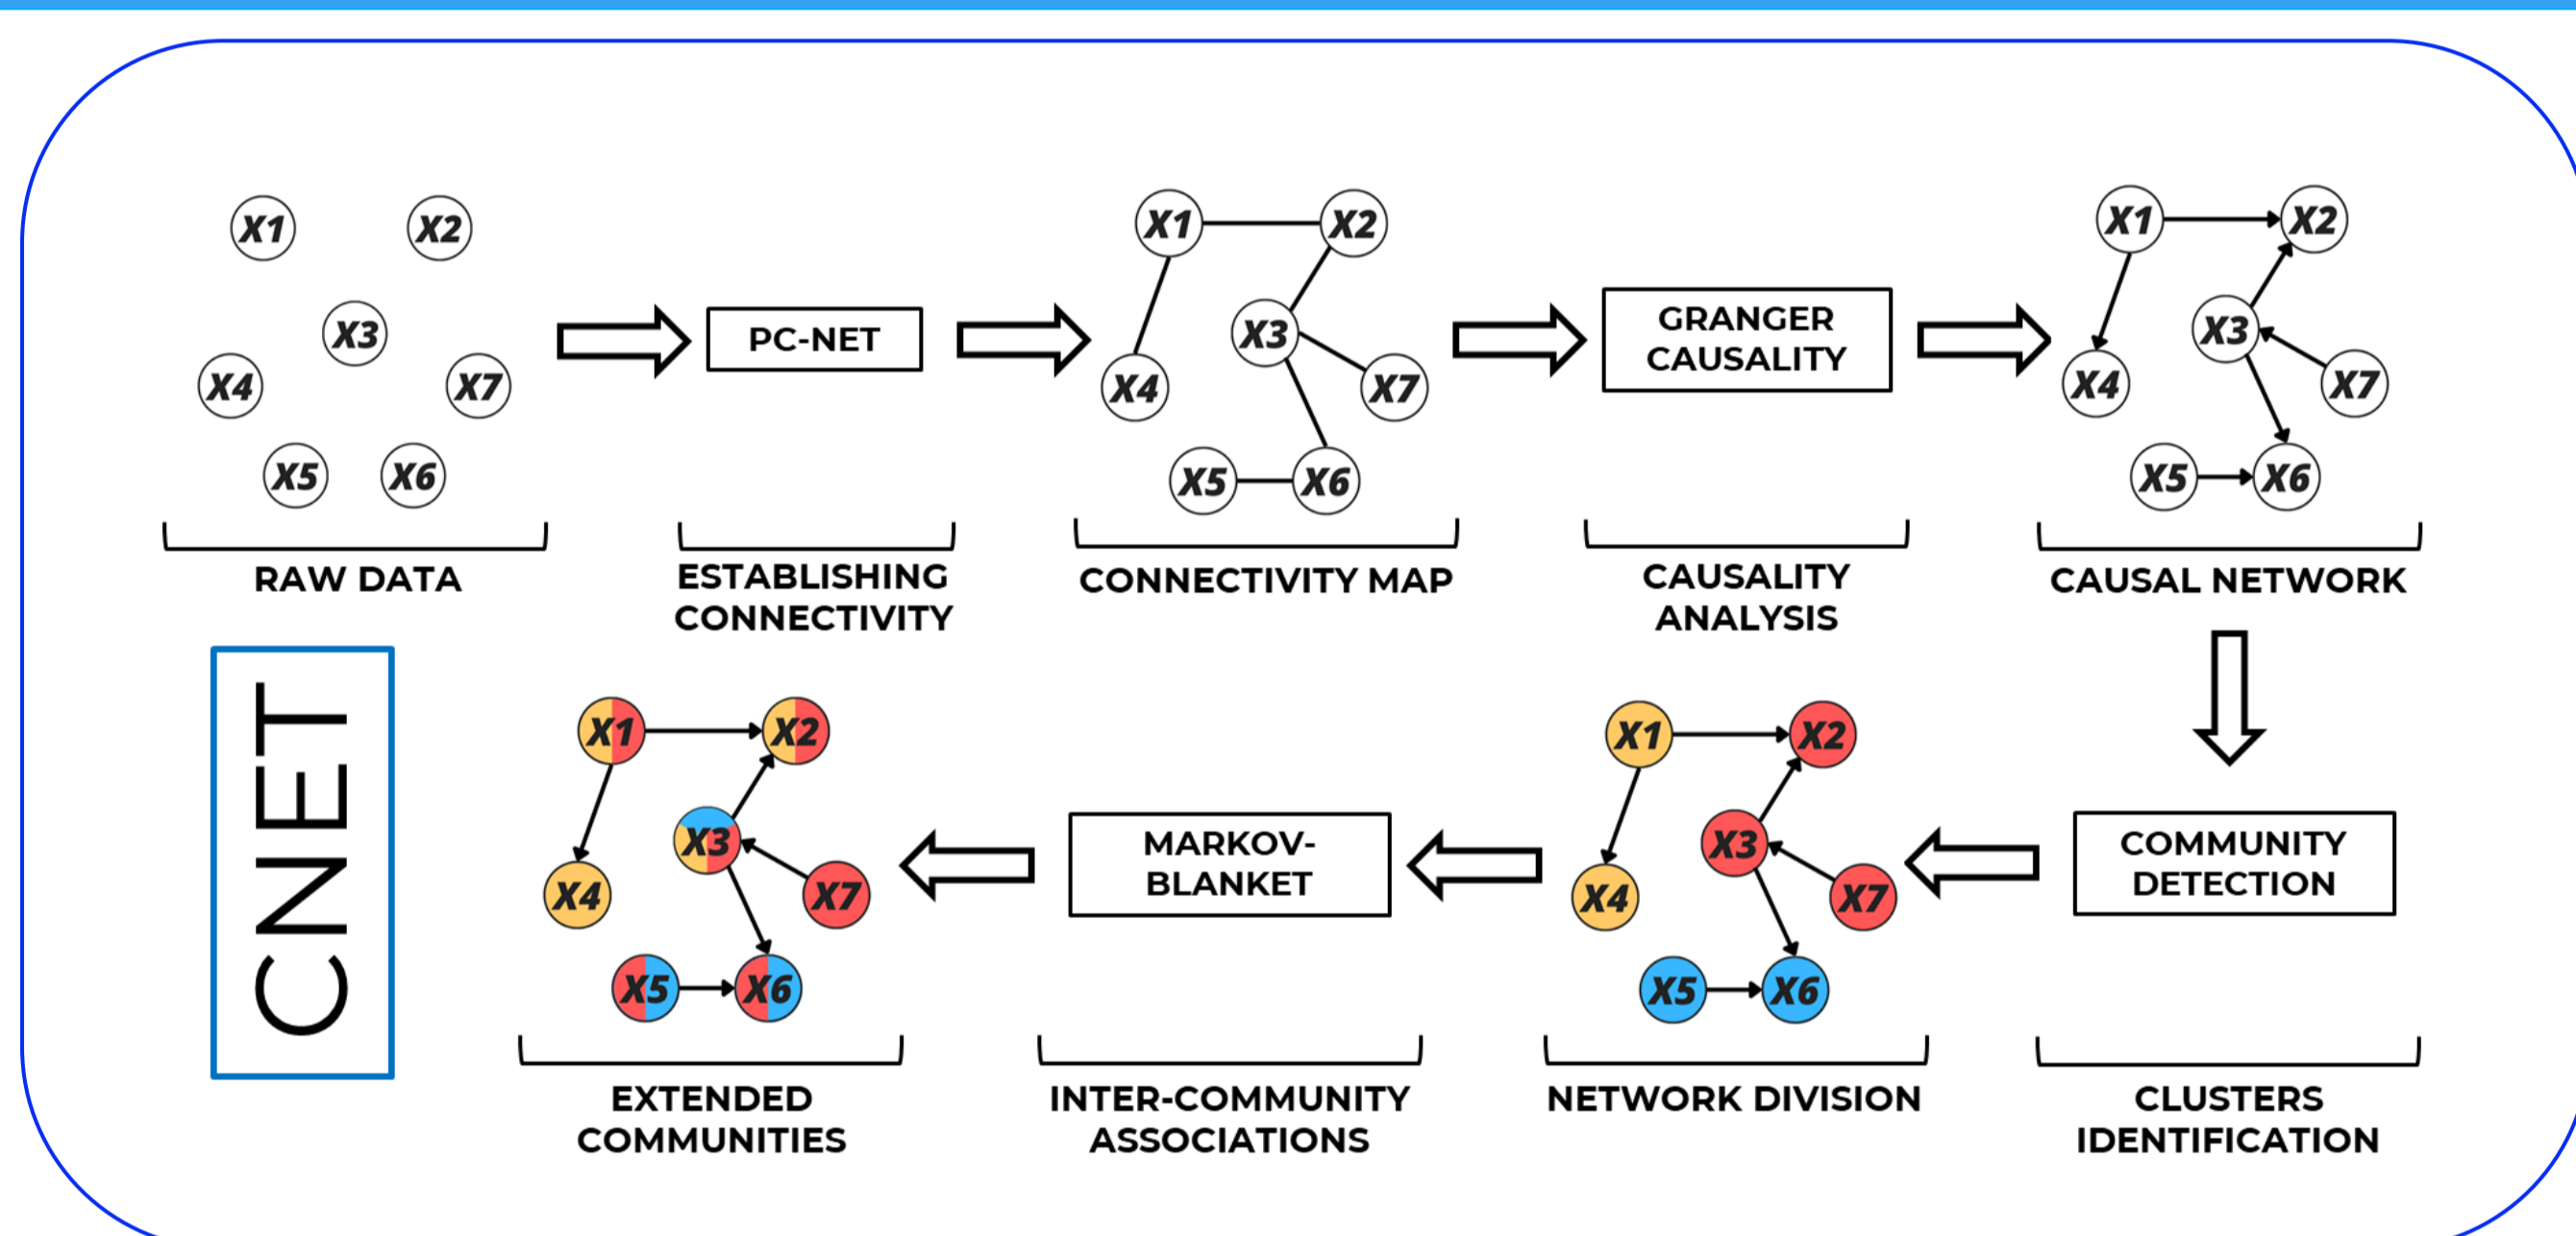 X1
X2
X3
X4
X7
X5
X6
RAW DATA
PC-NET
ESTABLISHING
CONNECTIVITY
X1
X2
X3
X4
X7
X5
X6
CONNECTIVITY MAP
GRANGER
CAUSALITY
CAUSALITY
ANALYSIS
X1
X2
X3
X4
X7
X5
X6
CAUSAL NETWORK
COMMUNITY
DETECTION
CLUSTERS
IDENTIFICATION
X1
X2
X3
X4
X7
X5
X6
NETWORK DIVISION
MARKOV-
BLANKET
INTER-COMMUNITY
ASSOCIATIONS
X1
X2
X3
X4
X7
X5
X6
EXTENDED
COMMUNITIES
CNET